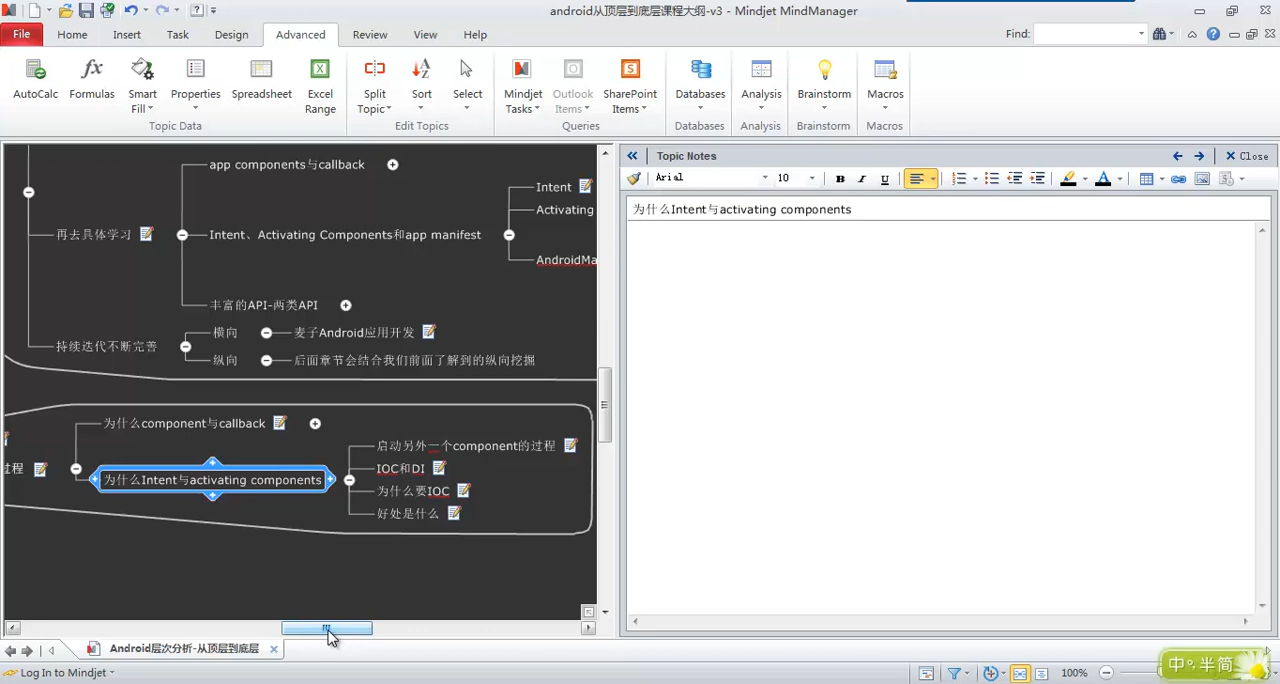 android从顶层到底层课程大纲-v3 - Mindjet MindManager
File Home Insert Task Design Advanced Review View Help Find:
AutoCalc Formulas Smart Fill Properties Spreadsheet Excel Range Split Topic Sort Select Mindjet Tasks Outlook Items SharePoint Items Databases Analysis Brainstorm Macros
Topic Data Edit Topics Queries Databases Analysis Brainstorm Macros
Topic Notes Close
Arial 10 B I U
为什么Intent与activating components
app components与callback
Intent
Activating
再去具体学习
Intent、Activating Components和app manifest
AndroidMa
丰富的API-两类API
横向
麦子Android应用开发
持续迭代不断完善
纵向
后面章节会结合我们前面了解到的纵向挖掘
为什么component与callback
启动另外一个component的过程
过程
IOC和DI
为什么Intent与activating components
为什么要IOC
好处是什么
Android层次分析-从顶层到底层
Log In to Mindjet
100%
中°,半简